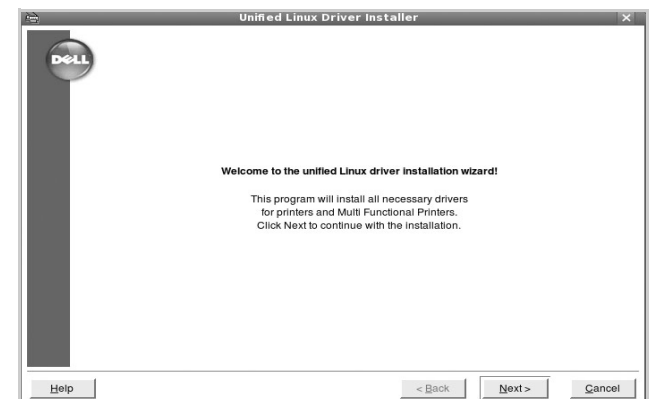 Unified Linux Driver Installer
DELL
Welcome to the unified Linux driver installation wizard!
This program will install all necessary drivers
for printers and Multi Functional Printers.
Click Next to continue with the installation.
Help
< Back
Next >
Cancel